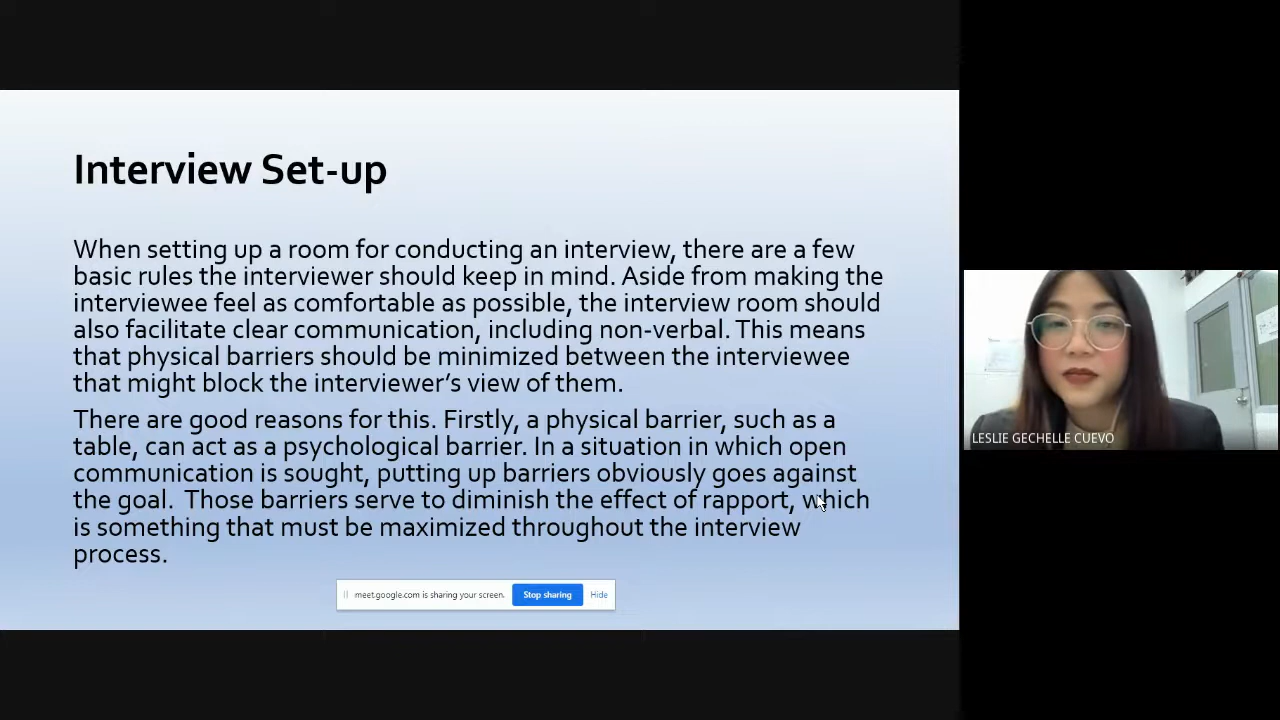 Interview Set-up
When setting up a room for conducting an interview, there are a few
basic rules the interviewer should keep in mind. Aside from making the
interviewee feel as comfortable as possible, the interview room should
also facilitate clear communication, including non-verbal. This means
that physical barriers should be minimized between the interviewee
that might block the interviewer's view of them.
There are good reasons for this. Firstly, a physical barrier, such as a
table, can act as a psychological barrier. In a situation in which open
communication is sought, putting up barriers obviously goes against
the goal.  Those barriers serve to diminish the effect of rapport, which
is something that must be maximized throughout the interview
process.
meet.google.com is sharing your screen. Stop sharing Hide
LESLIE GECHELLE CUEVO